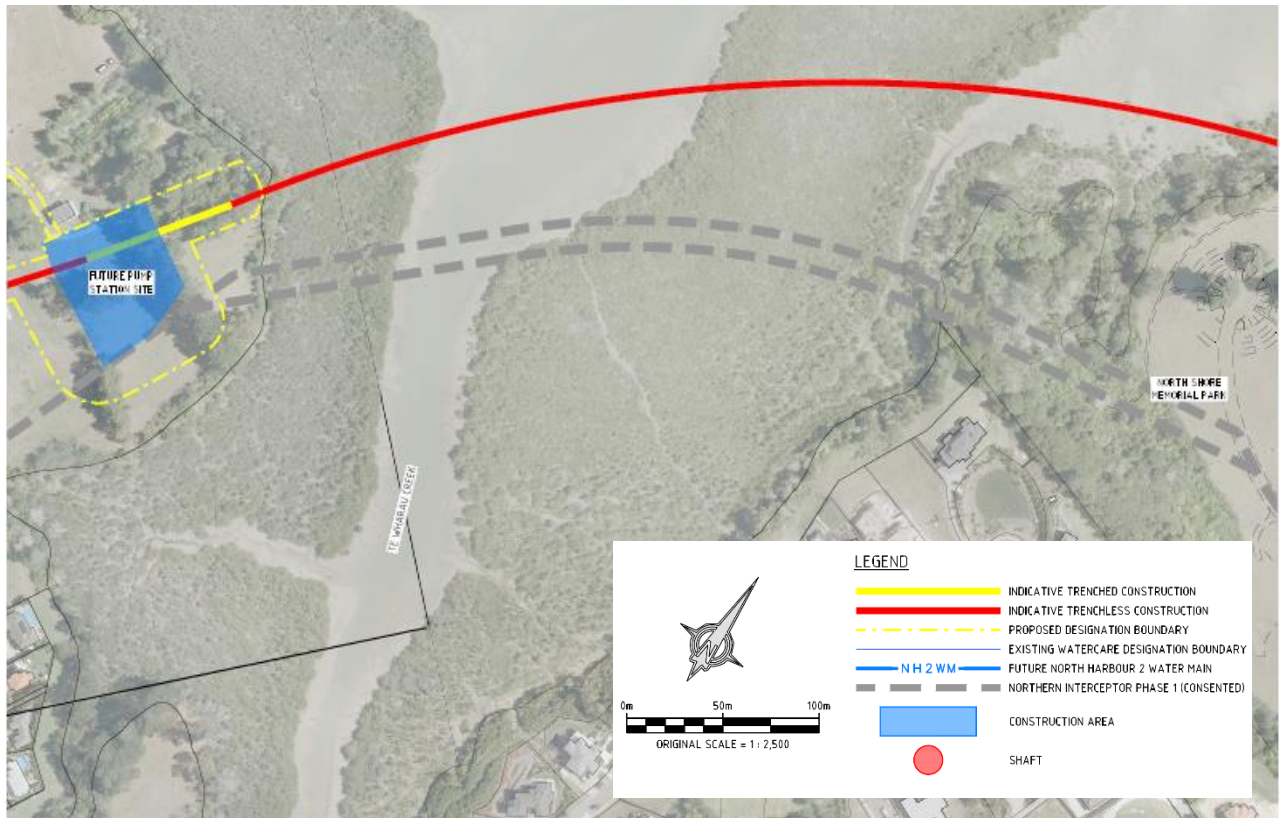 FUTURE PUMP
STATION SITE
NORTH SHORE
MEMORIAL PARK
TE WHARAU CREEK
LEGEND
INDICATIVE TRENCHED CONSTRUCTION
INDICATIVE TRENCHLESS CONSTRUCTION
PROPOSED DESIGNATION BOUNDARY
EXISTING WATERCARE DESIGNATION BOUNDARY
NH2WM FUTURE NORTH HARBOUR 2 WATER MAIN
NORTHERN INTERCEPTOR PHASE 1 (CONSENTED)
CONSTRUCTION AREA
SHAFT
N
0m 50m 100m
ORIGINAL SCALE = 1 : 2,500